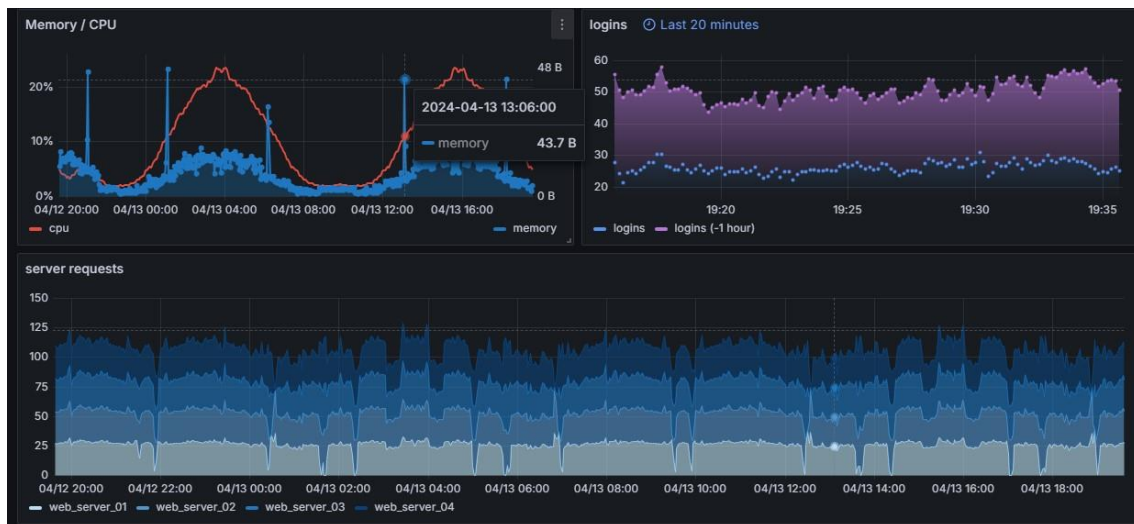 Memory / CPU
48 B
20%
10%
0%
0 B
2024-04-13 13:06:00
memory 43.7 B
04/12 20:00 04/13 00:00 04/13 04:00 04/13 08:00 04/13 12:00 04/13 16:00
cpu memory
logins Last 20 minutes
60
50
40
30
20
19:20 19:25 19:30 19:35
logins logins (-1 hour)
server requests
150
125
100
75
50
25
0
04/12 20:00 04/12 22:00 04/13 00:00 04/13 02:00 04/13 04:00 04/13 06:00 04/13 08:00 04/13 10:00 04/13 12:00 04/13 14:00 04/13 16:00 04/13 18:00
web_server_01 web_server_02 web_server_03 web_server_04